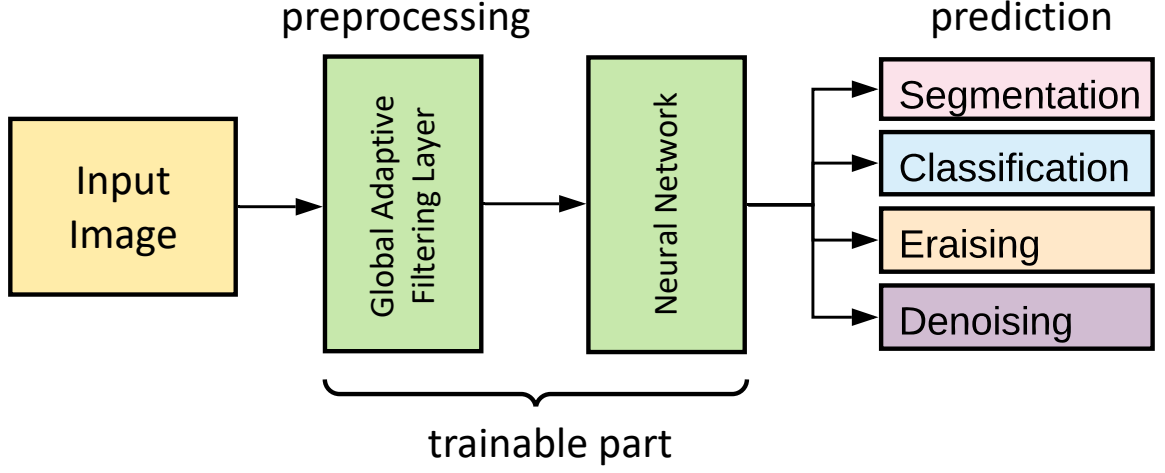 preprocessing
prediction
Input
Image
Global Adaptive
Filtering Layer
Neural Network
Segmentation
Classification
Eraising
Denoising
trainable part